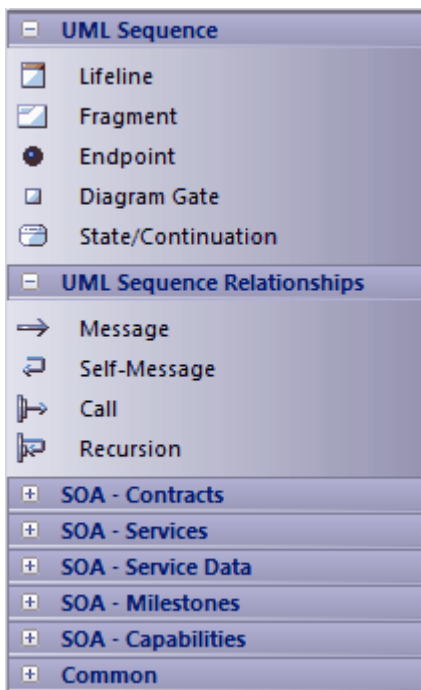 UML Sequence
Lifeline
Fragment
Endpoint
Diagram Gate
State/Continuation
UML Sequence Relationships
Message
Self-Message
Call
Recursion
SOA - Contracts
SOA - Services
SOA - Service Data
SOA - Milestones
SOA - Capabilities
Common